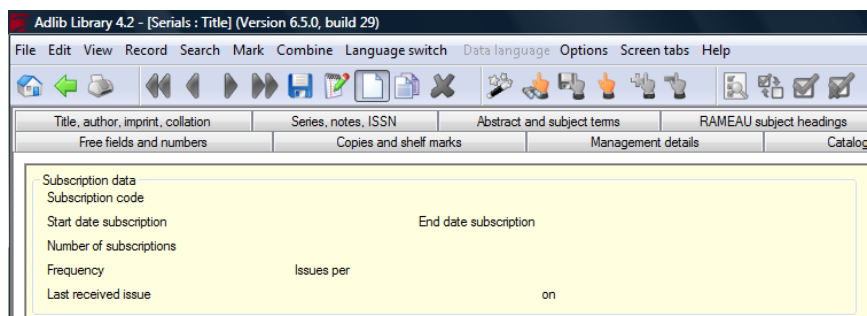 Adlib Library 4.2 - [Serials : Title] (Version 6.5.0, build 29)
File Edit View Record Search Mark Combine Language switch Data language Options Screen tabs Help
Title, author, imprint, collation Series, notes, ISSN Abstract and subject terms RAMEAU subject headings
Free fields and numbers Copies and shelf marks Management details Catalog
Subscription data
Subscription code
Start date subscription End date subscription
Number of subscriptions
Frequency Issues per
Last received issue on